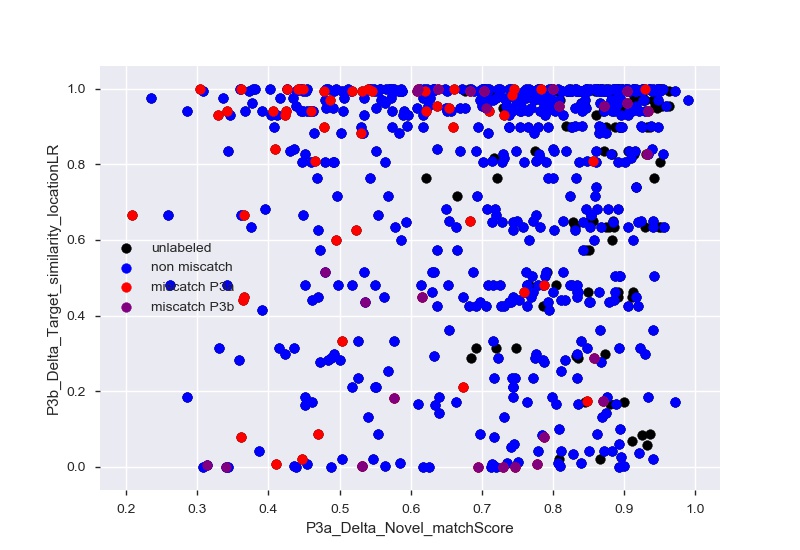 1.0
0.8
0.6
0.4
0.2
0.0
P3b_Delta_Target_similarity_locationLR
unlabeled
non miscatch
miscatch P3a
miscatch P3b
0.2 0.3 0.4 0.5 0.6 0.7 0.8 0.9 1.0
P3a_Delta_Novel_matchScore